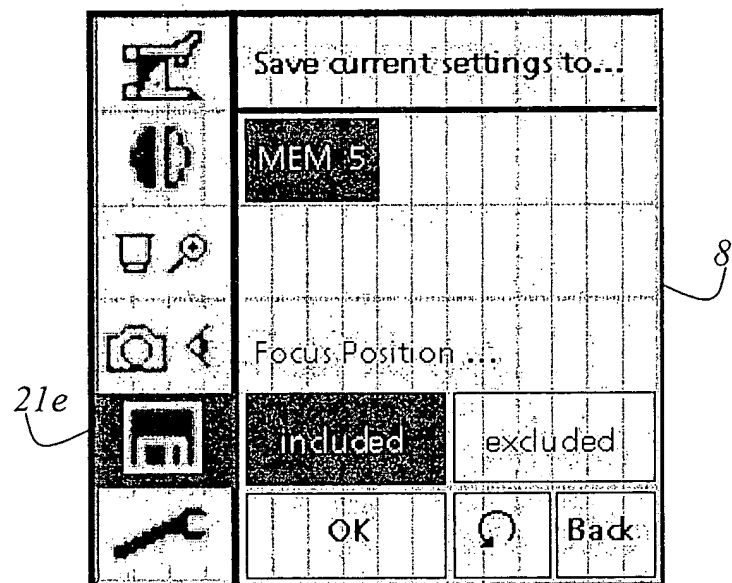 Save current settings to...
MEM 5
8
Focus Position ...
21e
included excluded
OK Back